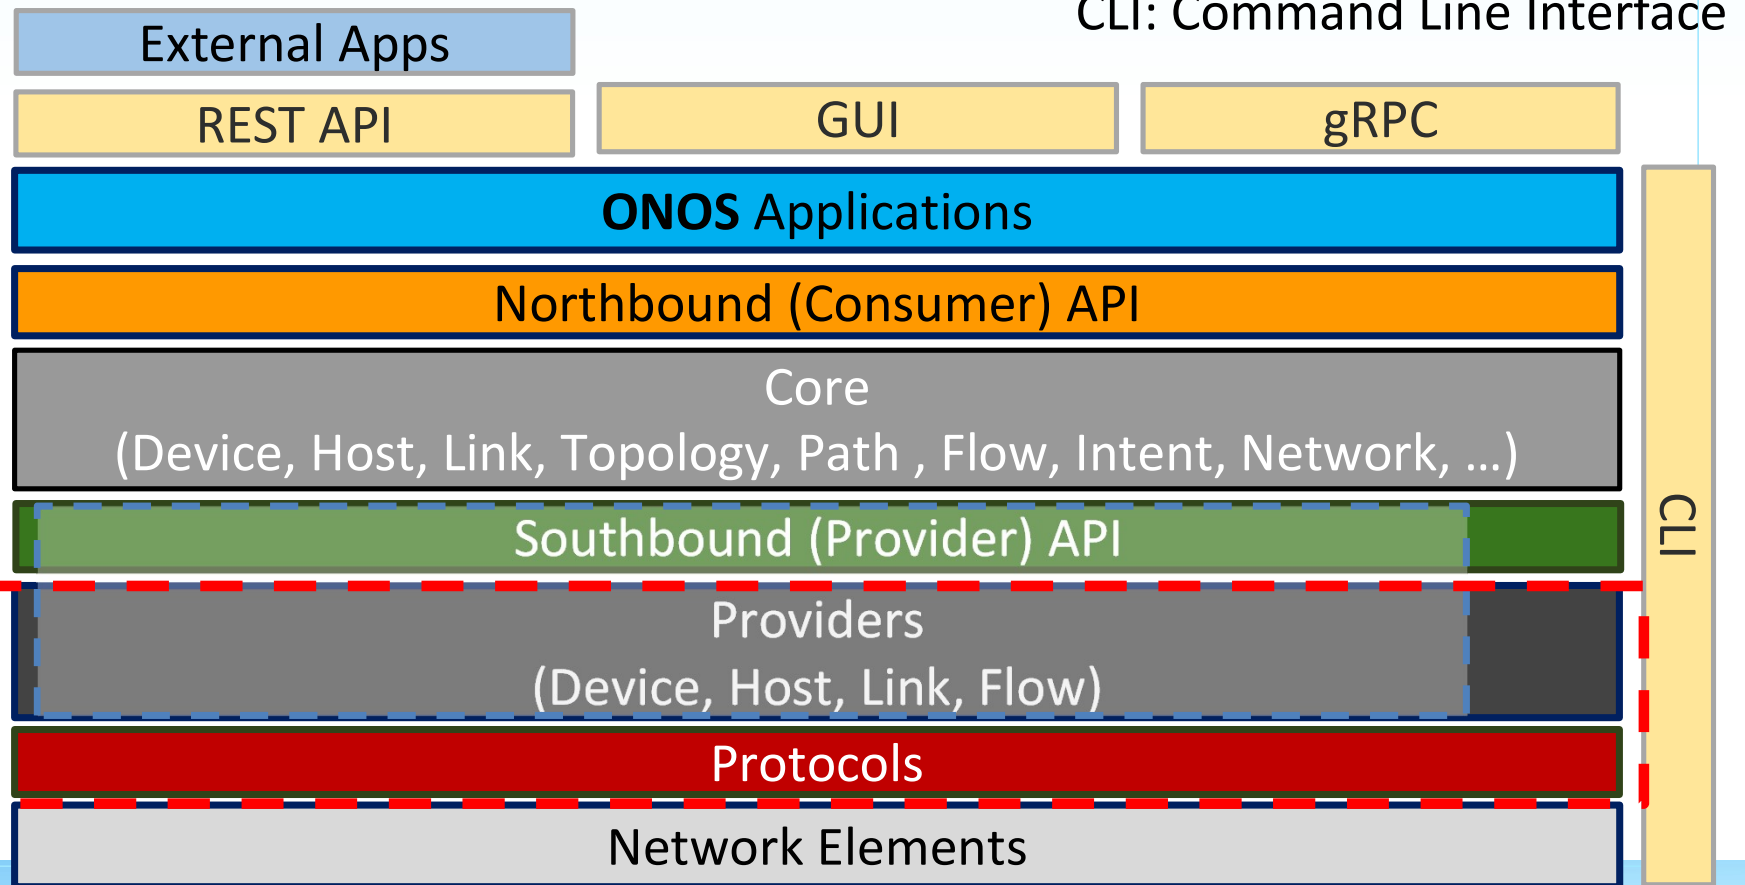 CLI: Command Line Interface
External Apps
REST API
GUI
gRPC
ONOS Applications
Northbound (Consumer) API
Core
(Device, Host, Link, Topology, Path , Flow, Intent, Network, ...)
Southbound (Provider) API
CLI
Providers
(Device, Host, Link, Flow)
Protocols
Network Elements